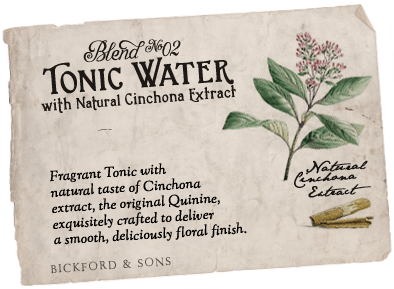 Blend No02
TONIC WATER
with Natural Cinchona Extract
Fragrant Tonic with
natural taste of Cinchona
extract, the original Quinine,
exquisitely crafted to deliver
a smooth, deliciously floral finish.
BICKFORD & SONS
Natural
Cinchona
Extract